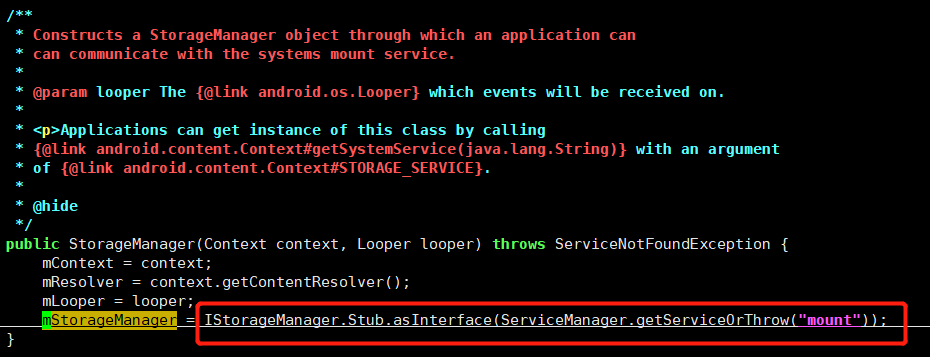 /**
* Constructs a StorageManager object through which an application can
* can communicate with the systems mount service.
*
* @param looper The {@link android.os.Looper} which events will be received on.
*
* <p>Applications can get instance of this class by calling
* {@link android.content.Context#getSystemService(java.lang.String)} with an argument
* of {@link android.content.Context#STORAGE_SERVICE}.
*
* @hide
*/
public StorageManager(Context context, Looper looper) throws ServiceNotFoundException {
mContext = context;
mResolver = context.getContentResolver();
mLooper = looper;
mStorageManager = IStorageManager.Stub.asInterface(ServiceManager.getServiceOrThrow("mount"));
}